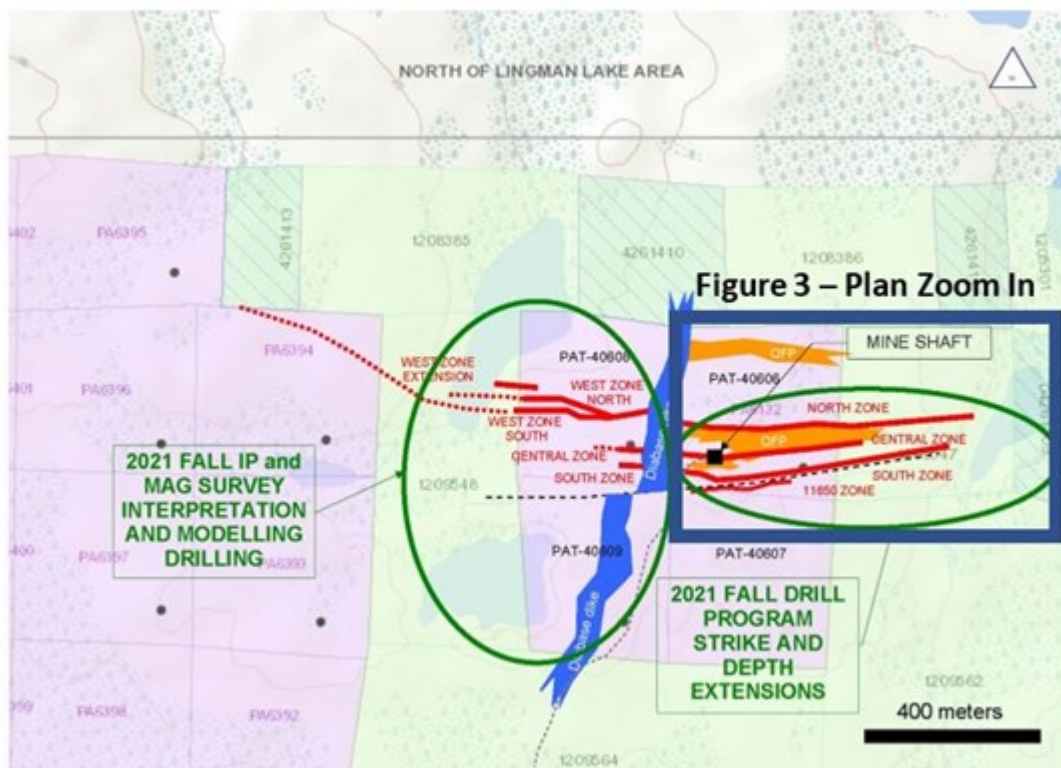 NORTH OF LINGMAN LAKE AREA
PA6395
4261413
1208385
4261410
1208386
Figure 3 – Plan Zoom In
MINE SHAFT
OFP
PA6394
PAT-40608
PAT-40606
WEST ZONE
EXTENSION
WEST ZONE
NORTH
NORTH ZONE
PA6396
WEST ZONE
SOUTH
OFP
CENTRAL ZONE
CENTRAL ZONE
SOUTH ZONE
SOUTH ZONE
11650 ZONE
Diabase
2021 FALL IP and
MAG SURVEY
INTERPRETATION
AND MODELLING
DRILLING
1209548
PA6397
PA6393
PAT-40609
PAT-40607
Diabase dike
2021 FALL DRILL
PROGRAM
STRIKE AND
DEPTH
EXTENSIONS
1209562
PA6398
PA6392
400 meters
1209564